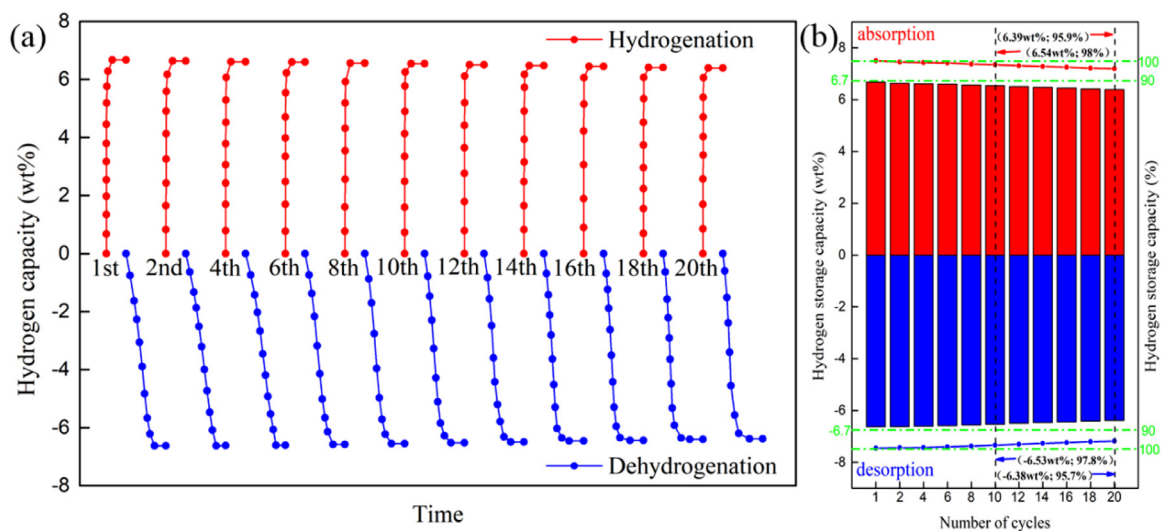 (a)
Hydrogen capacity (wt%)
8
6
4
2
0
-2
-4
-6
-8
Hydrogenation
1st 2nd 4th 6th 8th 10th 12th 14th 16th 18th 20th
Dehydrogenation
Time
(b)
absorption
(6.39wt%; 95.9%)
(6.54wt%; 98%)
Hydrogen storage capacity (wt%)
8
6.7
6
4
2
0
-2
-4
-6
-6.7
-8
100
90
90
100
Hydrogen storage capacity (%)
(-6.53wt%; 97.8%)
(-6.38wt%; 95.7%)
desorption
1 2 4 6 8 10 12 14 16 18 20
Number of cycles